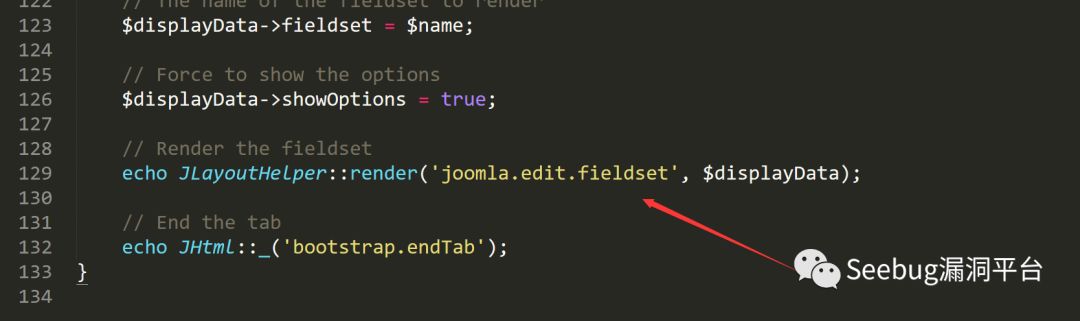 122 // The name of the fieldset to render
123 $displayData->fieldset = $name;
124
125 // Force to show the options
126 $displayData->showOptions = true;
127
128 // Render the fieldset
129 echo JLayoutHelper::render('joomla.edit.fieldset', $displayData);
130
131 // End the tab
132 echo JHtml::_('bootstrap.endTab');
133 }
134
Seebug漏洞平台